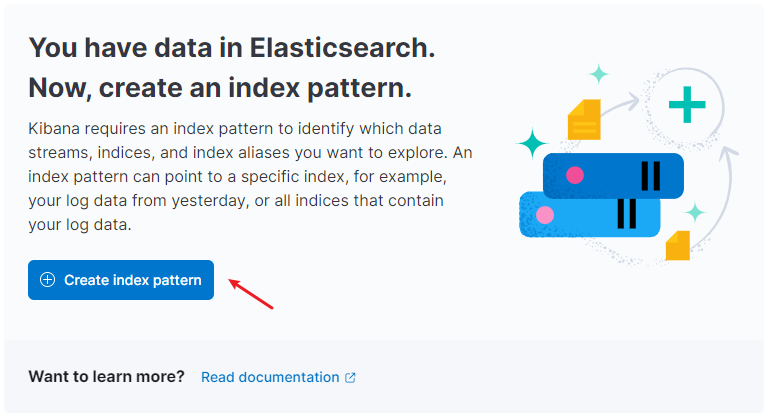 You have data in Elasticsearch.
Now, create an index pattern.
Kibana requires an index pattern to identify which data
streams, indices, and index aliases you want to explore. An
index pattern can point to a specific index, for example,
your log data from yesterday, or all indices that contain
your log data.
Create index pattern
Want to learn more? Read documentation